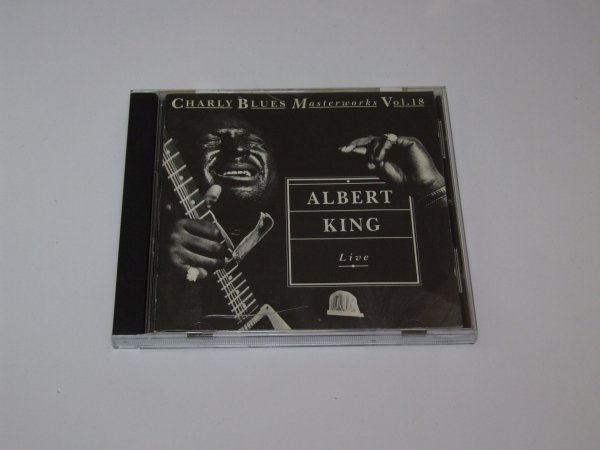 CHARLY BLUES Masterworks VOL.18
ALBERT
KING
Live